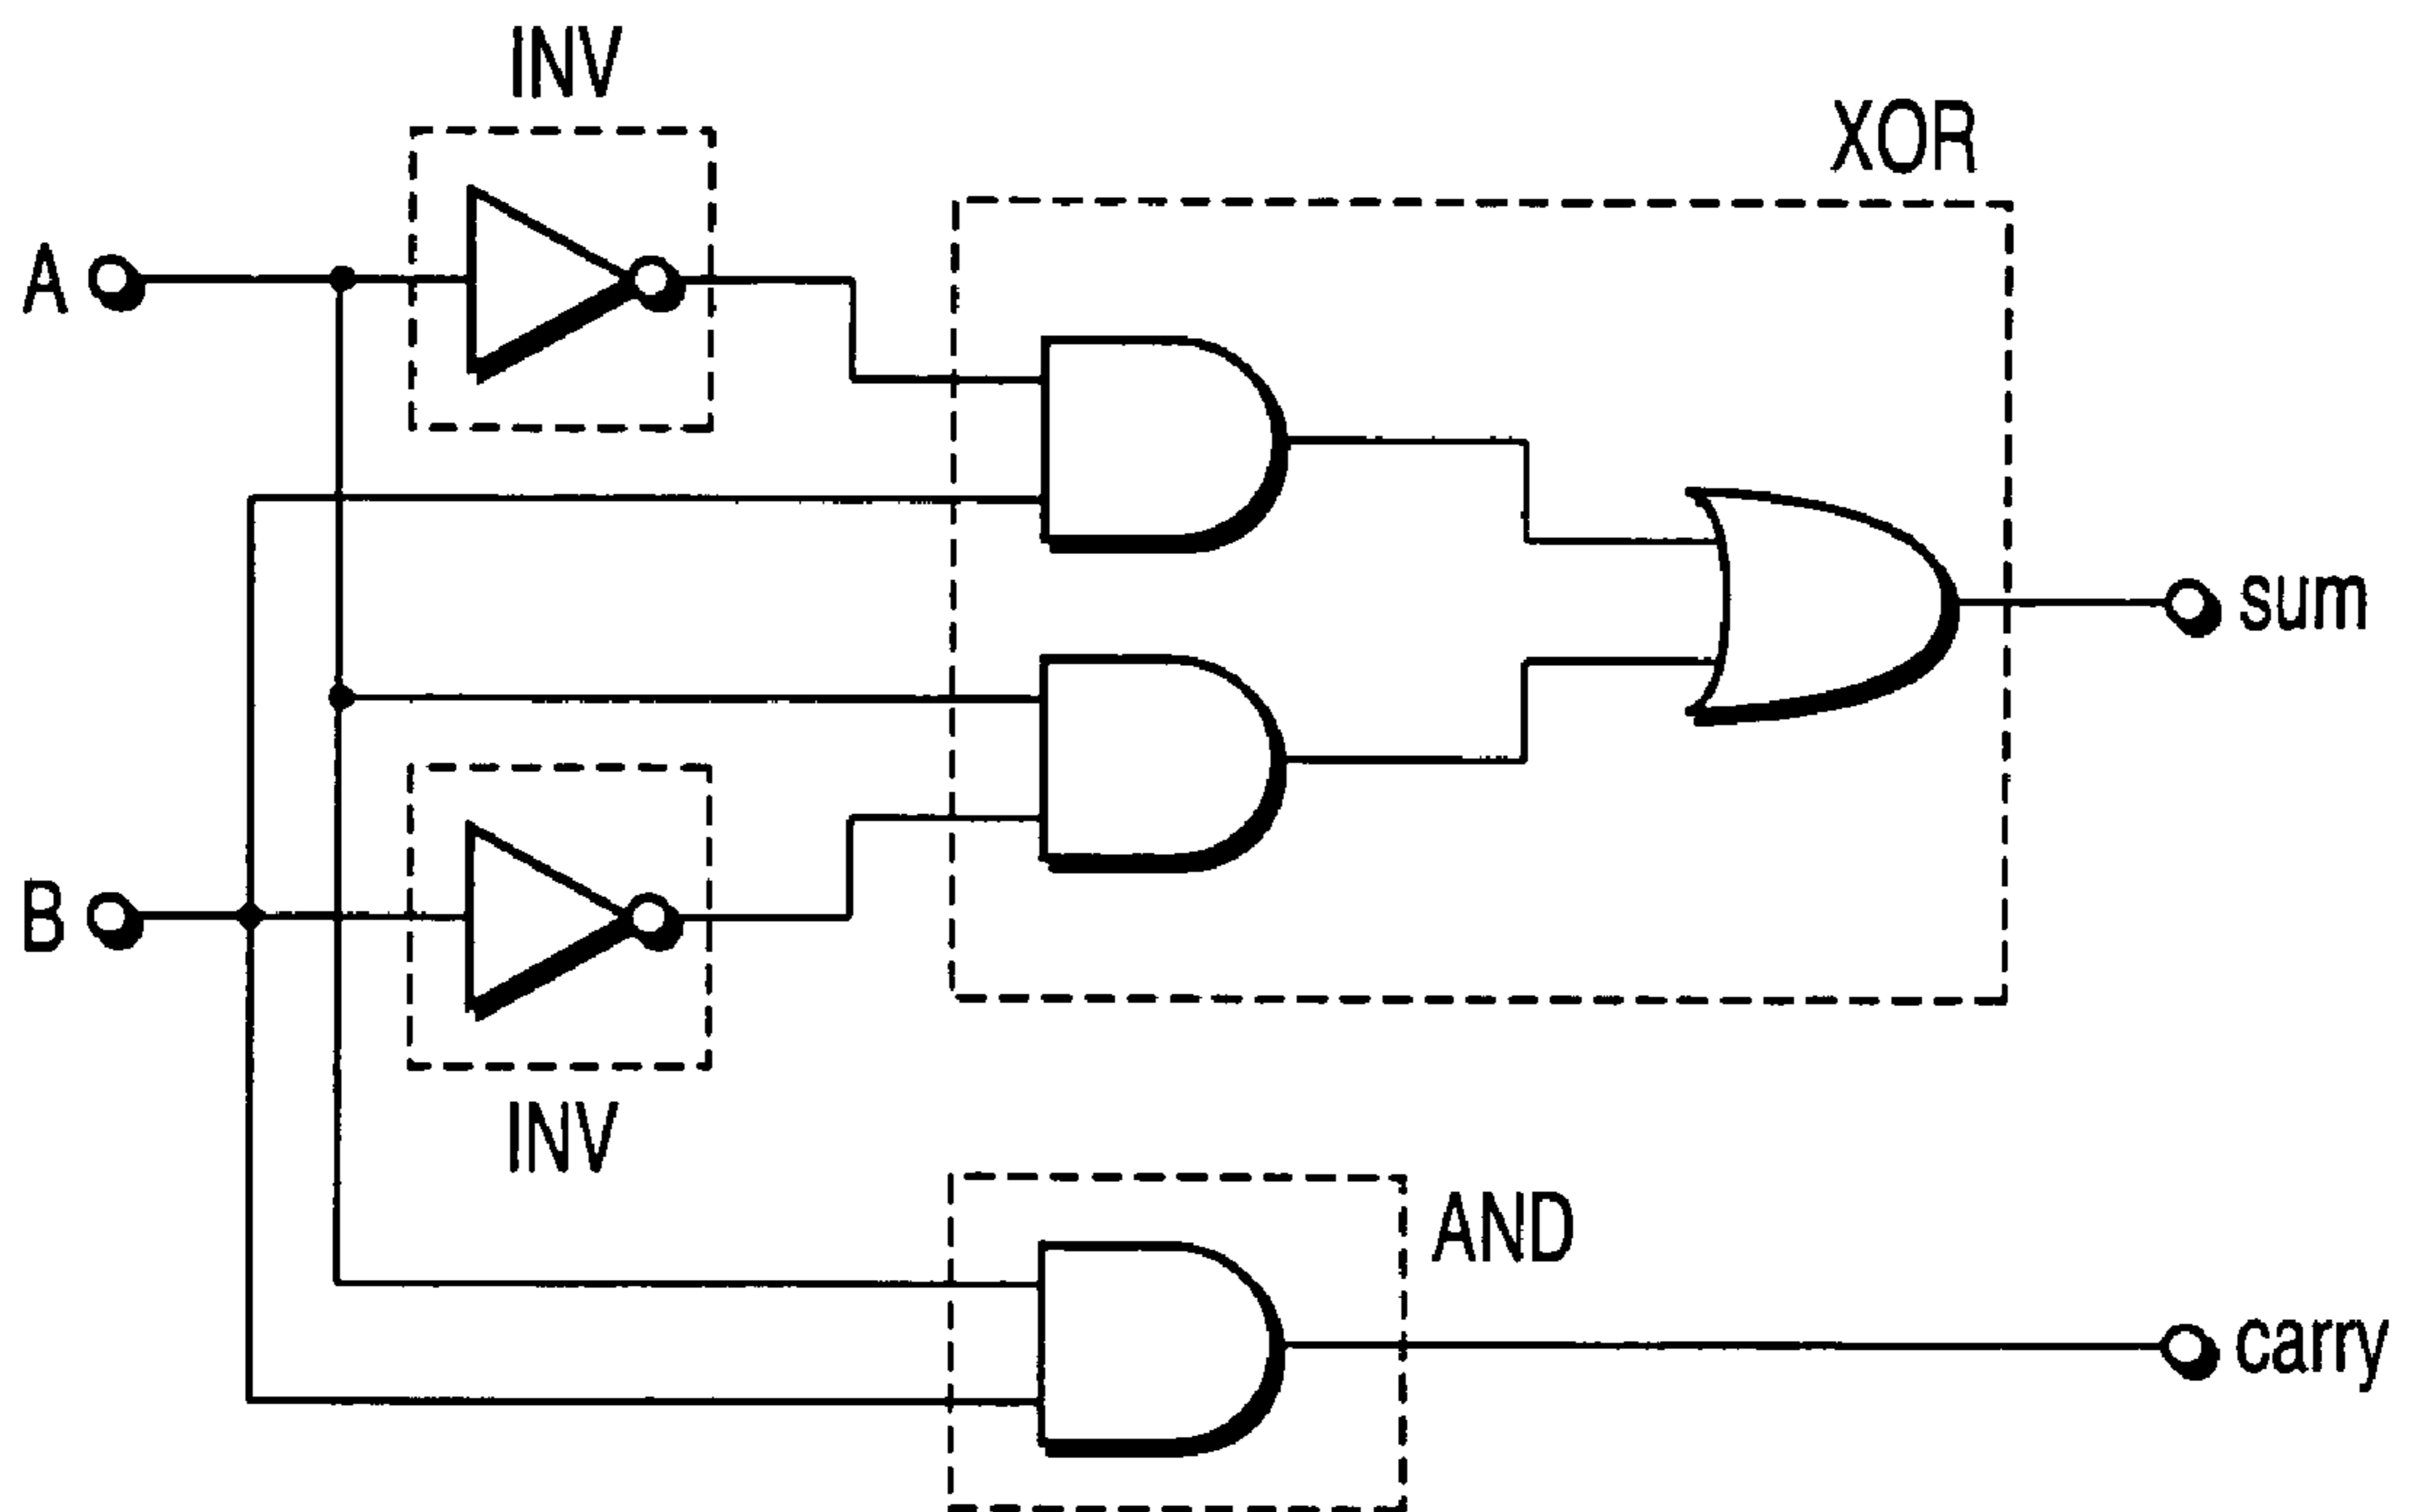 INV
XOR
A
sum
B
INV
AND
carry